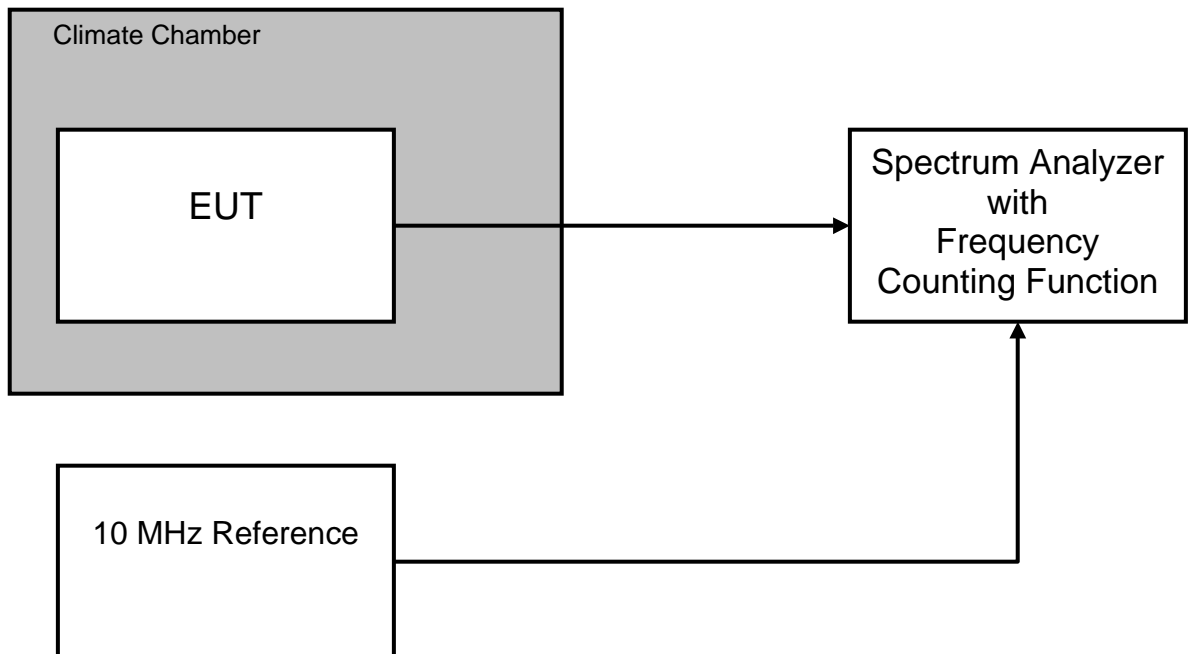 Climate Chamber
EUT
Spectrum Analyzer
with
Frequency
Counting Function
10 MHz Reference